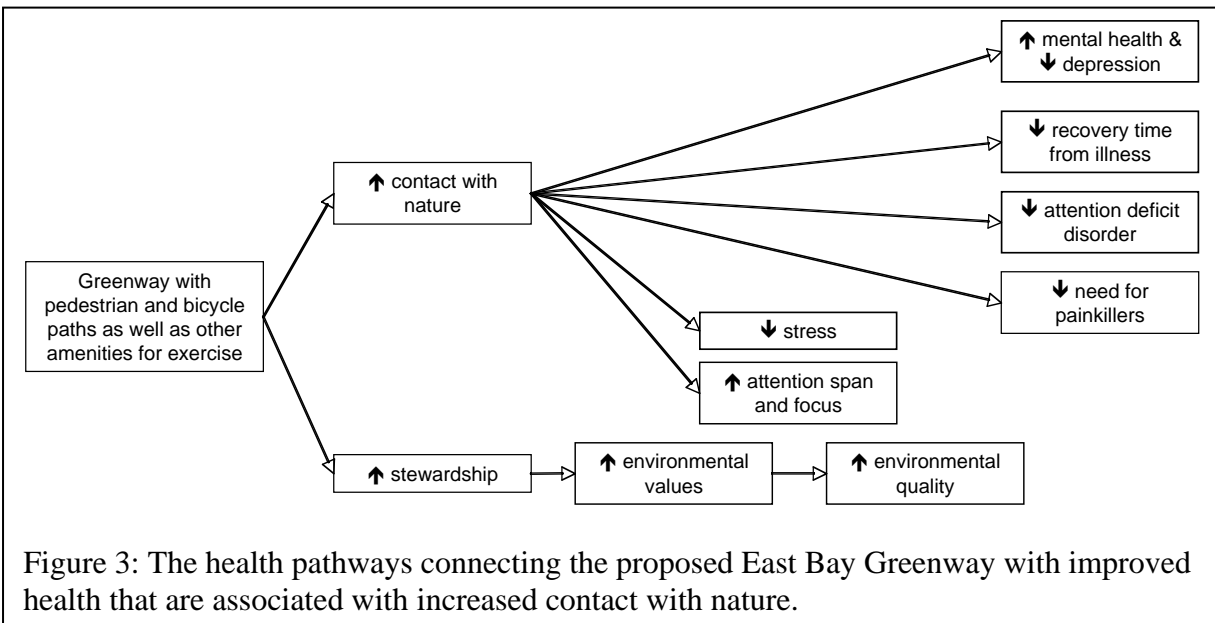 Greenway with
pedestrian and bicycle
paths as well as other
amenities for exercise
🡹 contact with
nature
🡹 mental health &
🡻 depression
🡻 recovery time
from illness
🡻 attention deficit
disorder
🡻 need for
painkillers
🡻 stress
🡹 attention span
and focus
🡹 stewardship
🡹 environmental
values
🡹 environmental
quality
Figure 3: The health pathways connecting the proposed East Bay Greenway with improved
health that are associated with increased contact with nature.